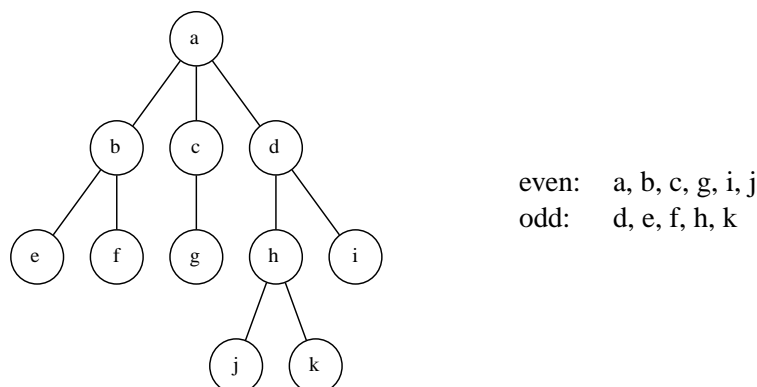 a
b c d
e f g h i
j k
even: a, b, c, g, i, j
odd: d, e, f, h, k